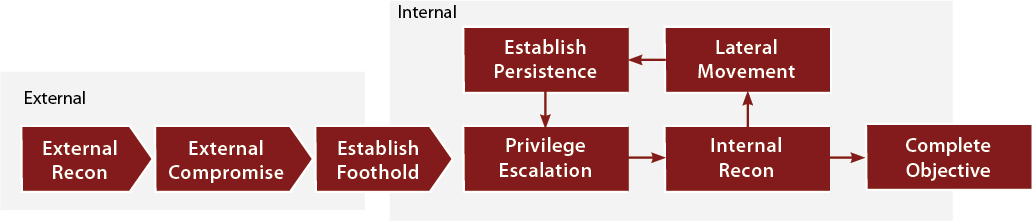 Internal
Establish
Persistence
Lateral
Movement
External
External
Recon
External
Compromise
Establish
Foothold
Privilege
Escalation
Internal
Recon
Complete
Objective